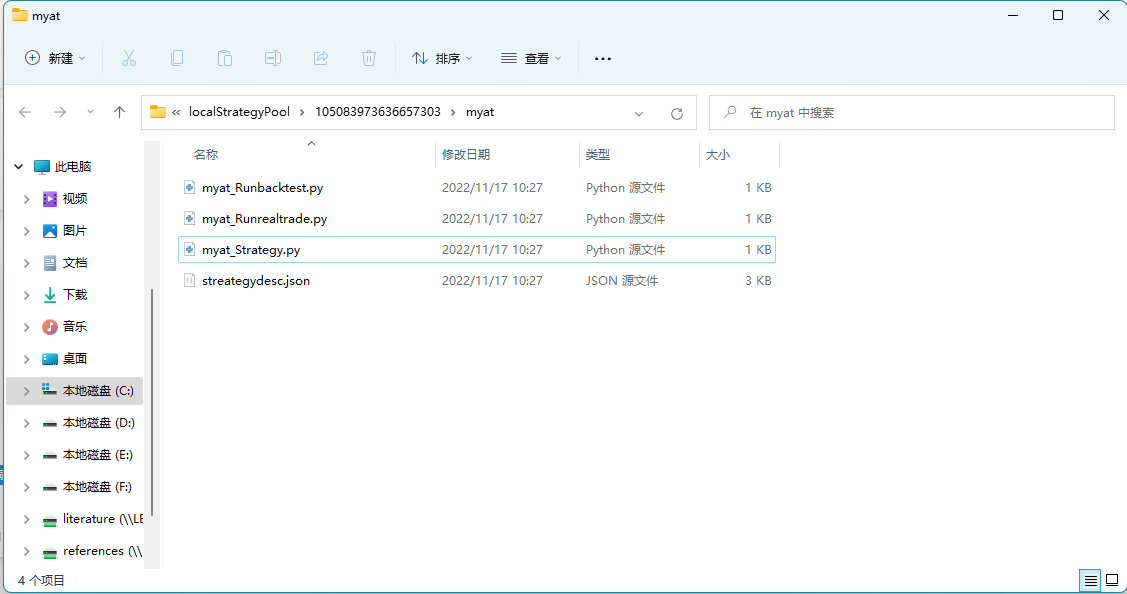 myat
新建 排序 查看
« localStrategyPool › 105083973636657303 › myat 在 myat 中搜索
名称 修改日期 类型 大小
myat_Runbacktest.py 2022/11/17 10:27 Python 源文件 1 KB
myat_Runrealtrade.py 2022/11/17 10:27 Python 源文件 1 KB
myat_Strategy.py 2022/11/17 10:27 Python 源文件 1 KB
streategydesc.json 2022/11/17 10:27 JSON 源文件 3 KB
此电脑
视频
图片
文档
下载
音乐
桌面
本地磁盘 (C:)
本地磁盘 (D:)
本地磁盘 (E:)
本地磁盘 (F:)
literature (\\LE
references (\\
4 个项目